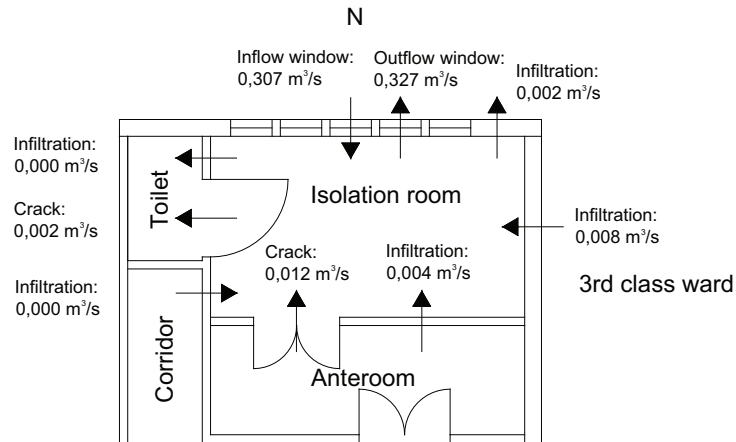 N
Inflow window:
0,307 m³/s
Outflow window:
0,327 m³/s
Infiltration:
0,002 m³/s
Infiltration:
0,000 m³/s
Crack:
0,002 m³/s
Toilet
Isolation room
Infiltration:
0,008 m³/s
Crack:
0,012 m³/s
Infiltration:
0,004 m³/s
Infiltration:
0,000 m³/s
3rd class ward
Corridor
Anteroom